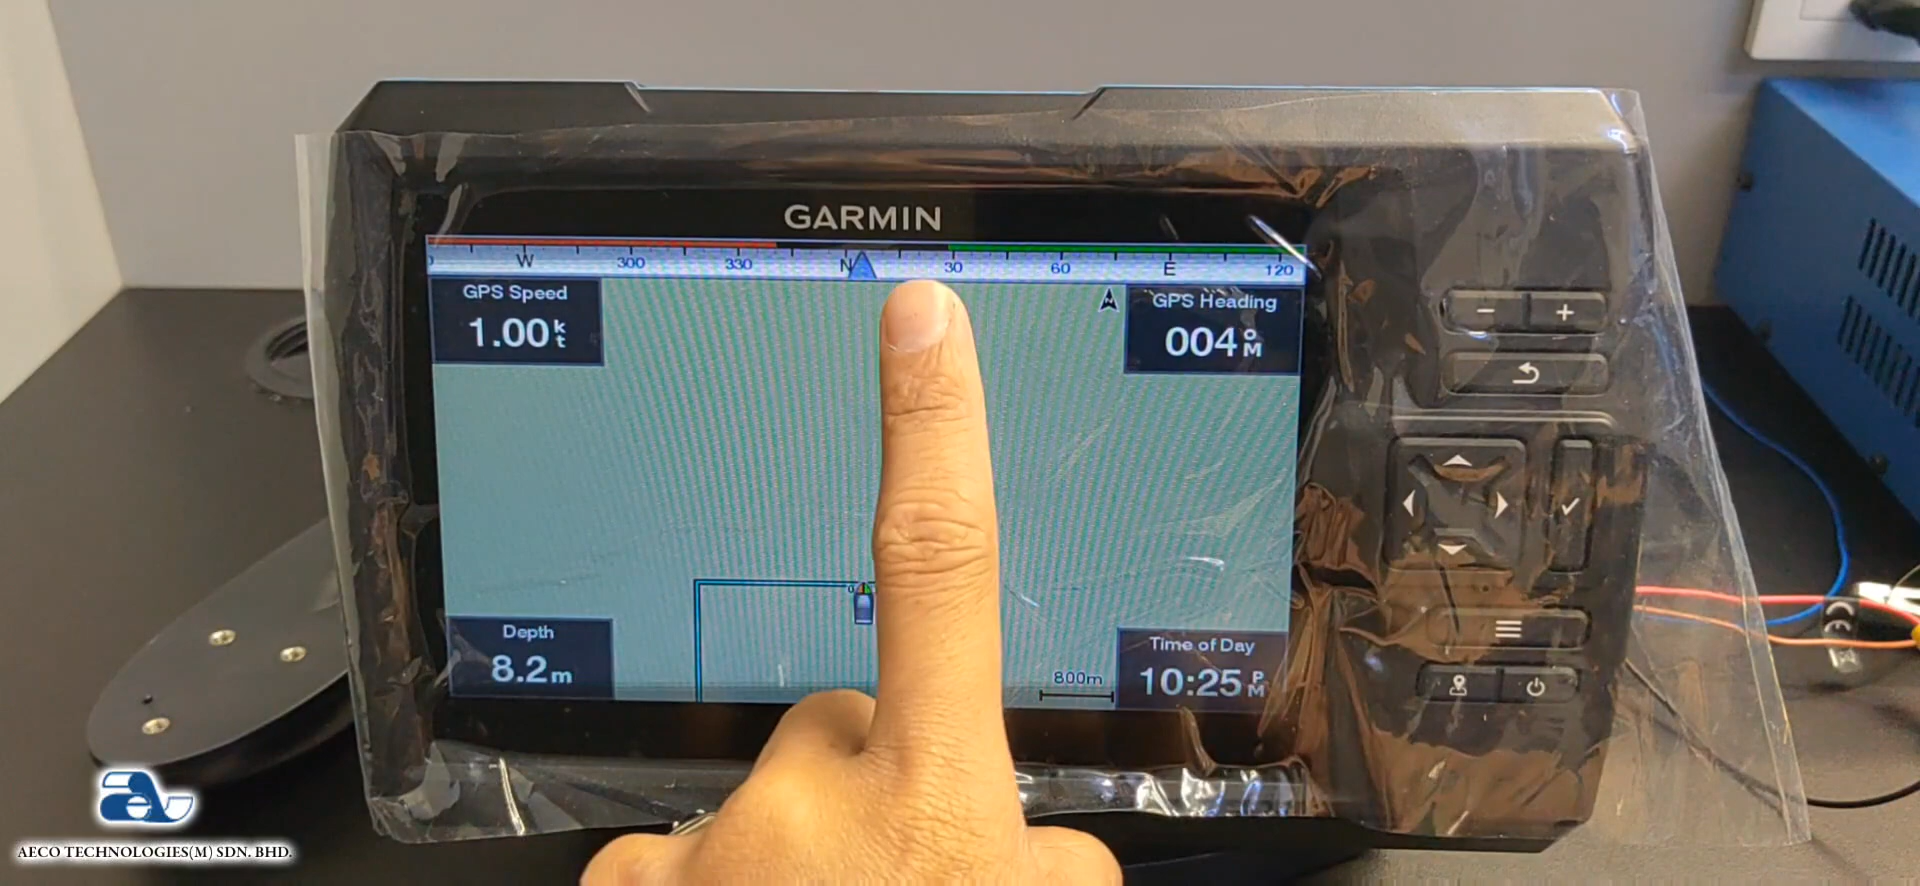 GARMIN
W 300 330 N 30 60 E 120
GPS Speed
1.00 kt
GPS Heading
004 °M
Depth
8.2 m
800m
Time of Day
10:25 PM
CE
AECO TECHNOLOGIES(M) SDN. BHD.